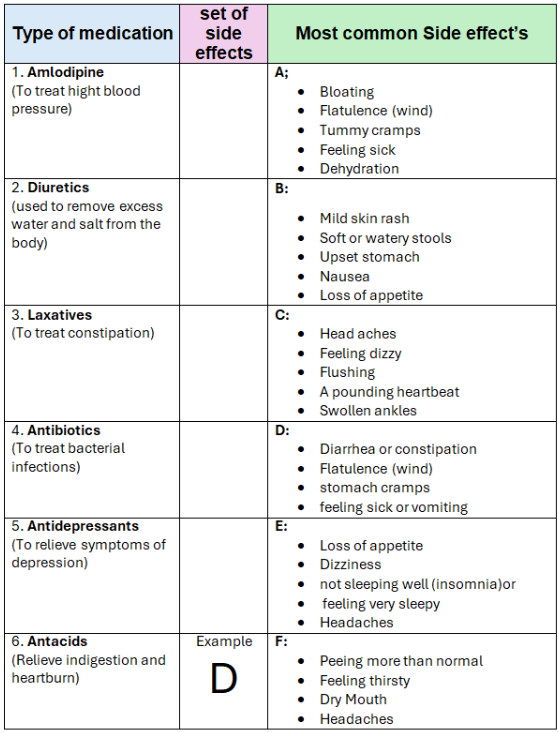 Type of medication
set of
side
effects
Most common Side effect’s
1. Amlodipine
(To treat hight blood
pressure)
A;
• Bloating
• Flatulence (wind)
• Tummy cramps
• Feeling sick
• Dehydration
2. Diuretics
(used to remove excess
water and salt from the
body)
B:
• Mild skin rash
• Soft or watery stools
• Upset stomach
• Nausea
• Loss of appetite
3. Laxatives
(To treat constipation)
C:
• Head aches
• Feeling dizzy
• Flushing
• A pounding heartbeat
• Swollen ankles
4. Antibiotics
(To treat bacterial
infections)
D:
• Diarrhea or constipation
• Flatulence (wind)
• stomach cramps
• feeling sick or vomiting
5. Antidepressants
(To relieve symptoms of
depression)
E:
• Loss of appetite
• Dizziness
• not sleeping well (insomnia)or
• feeling very sleepy
• Headaches
6. Antacids
(Relieve indigestion and
heartburn)
Example
D
F:
• Peeing more than normal
• Feeling thirsty
• Dry Mouth
• Headaches